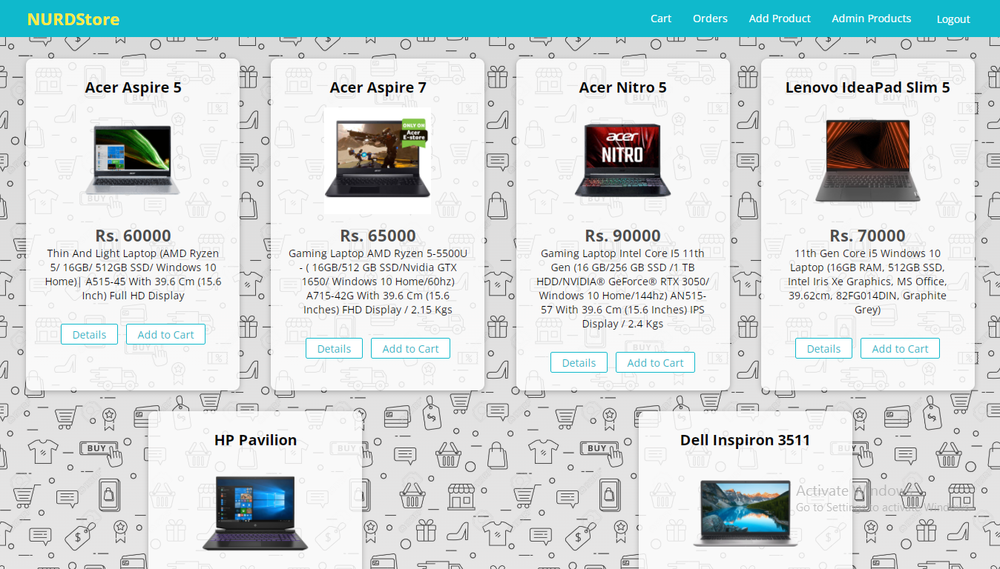 NURDStore
Cart
Orders
Add Product
Admin Products
Logout
Acer Aspire 5
Rs. 60000
Thin And Light Laptop (AMD Ryzen
5/ 16GB/ 512GB SSD/ Windows 10
Home)| A515-45 With 39.6 Cm (15.6
Inch) Full HD Display
Details
Add to Cart
Acer Aspire 7
ONLY ON
Acer
E-store
Rs. 65000
Gaming Laptop AMD Ryzen 5-5500U
- ( 16GB/512 GB SSD/Nvidia GTX
1650/ Windows 10 Home/60hz)
A715-42G With 39.6 Cm (15.6
Inches) FHD Display / 2.15 Kgs
Details
Add to Cart
Acer Nitro 5
acer
NITRO
Rs. 90000
Gaming Laptop Intel Core I5 11th
Gen (16 GB/256 GB SSD /1 TB
HDD/NVIDIA® GeForce® RTX 3050/
Windows 10 Home/144hz) AN515-
57 With 39.6 Cm (15.6 Inches) IPS
Display / 2.4 Kgs
Details
Add to Cart
Lenovo IdeaPad Slim 5
Rs. 70000
11th Gen Core i5 Windows 10
Laptop (16GB RAM, 512GB SSD,
Intel Iris Xe Graphics, MS Office,
39.62cm, 82FG014DIN, Graphite
Grey)
Details
Add to Cart
HP Pavilion
Dell Inspiron 3511
BUY
BUY
BUY
Activate Windows
Go to Settings to activate Windows.